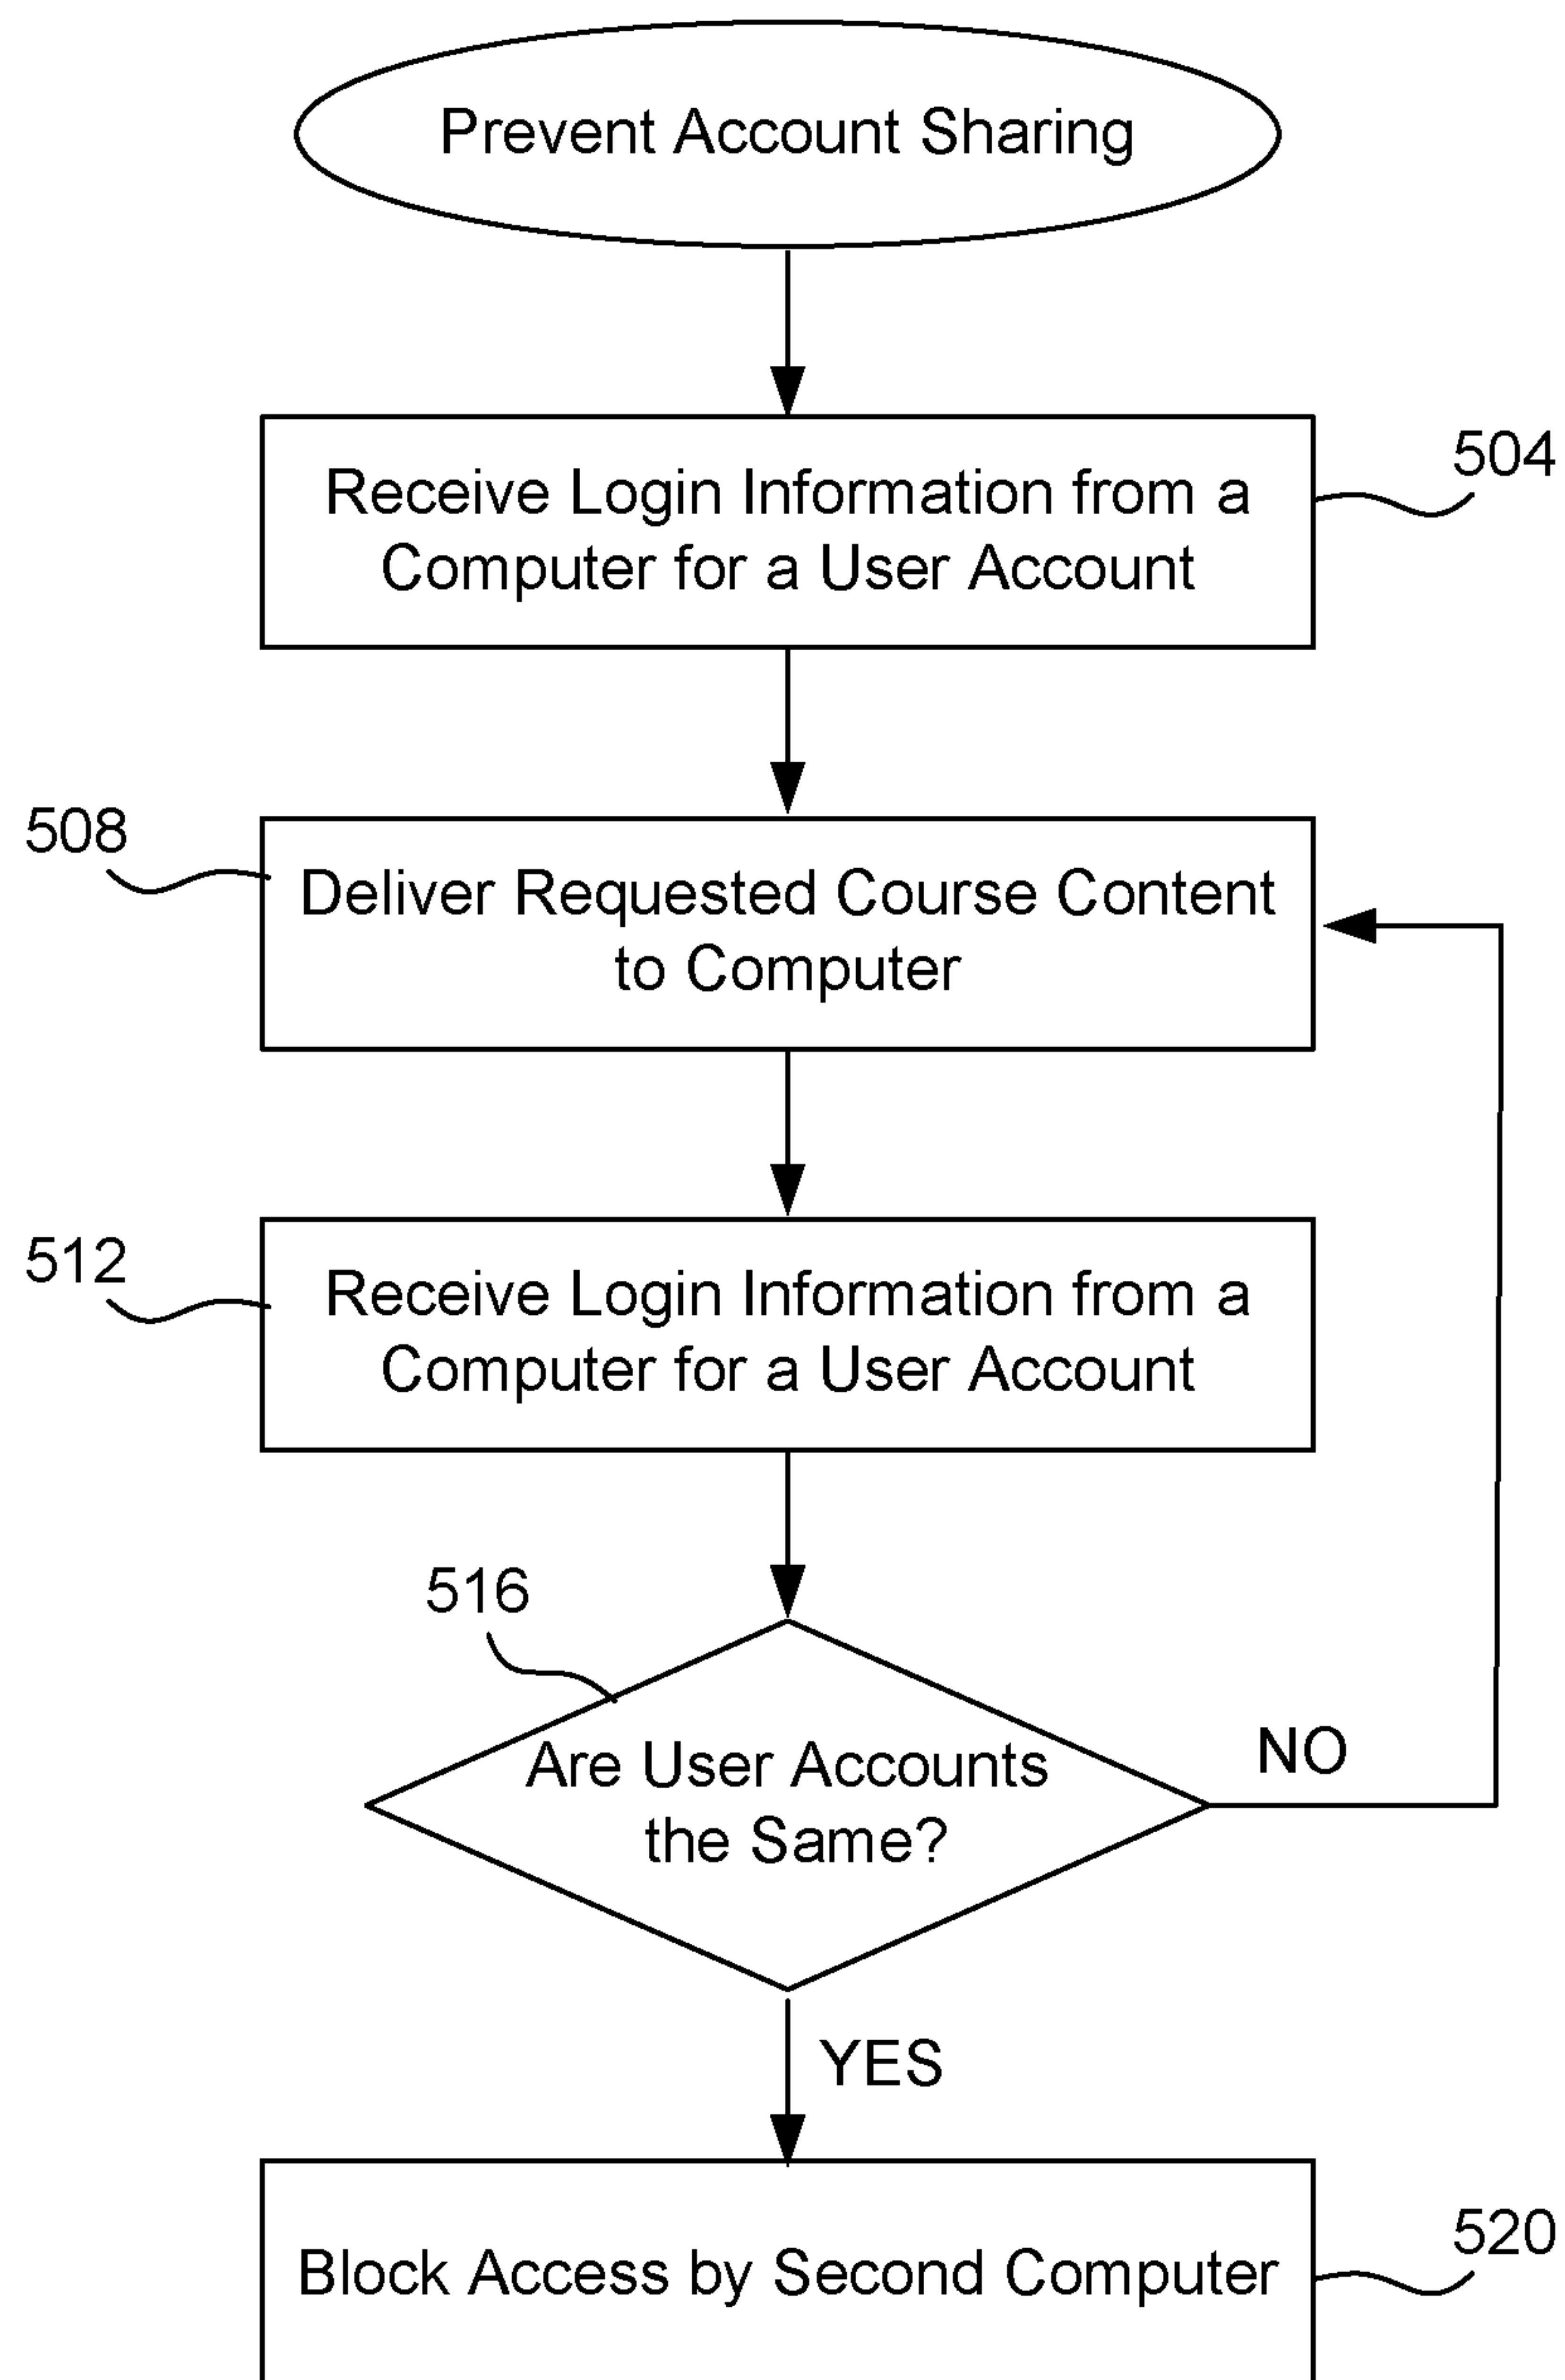 Prevent Account Sharing
Receive Login Information from a
Computer for a User Account
504
508
Deliver Requested Course Content
to Computer
512
Receive Login Information from a
Computer for a User Account
516
Are User Accounts
the Same?
NO
YES
Block Access by Second Computer
520